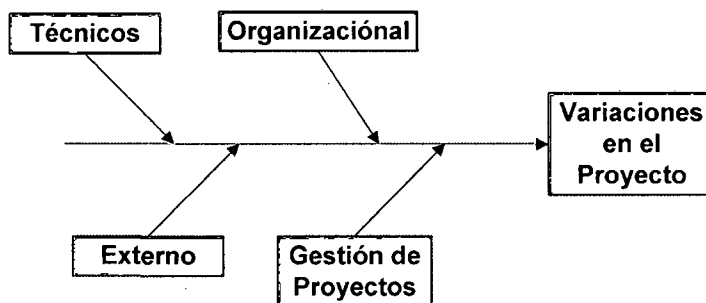 Técnicos
Organizaciónal
Variaciones
en el
Proyecto
Externo
Gestión de
Proyectos